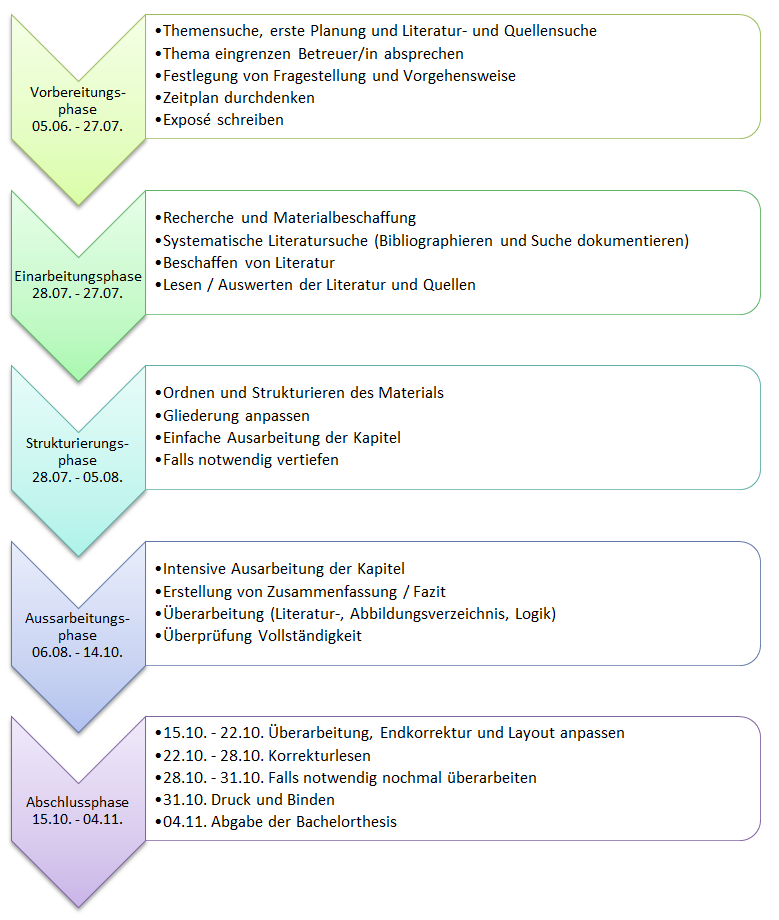 Vorbereitungs-
phase
05.06. - 27.07.
•Themensuche, erste Planung und Literatur- und Quellensuche
•Thema eingrenzen Betreuer/in absprechen
•Festlegung von Fragestellung und Vorgehensweise
•Zeitplan durchdenken
•Exposé schreiben
Einarbeitungsphase
28.07. - 27.07.
•Recherche und Materialbeschaffung
•Systematische Literatursuche (Bibliographieren und Suche dokumentieren)
•Beschaffen von Literatur
•Lesen / Auswerten der Literatur und Quellen
Strukturierungs-
phase
28.07. - 05.08.
•Ordnen und Strukturieren des Materials
•Gliederung anpassen
•Einfache Ausarbeitung der Kapitel
•Falls notwendig vertiefen
Aussarbeitungs-
phase
06.08. - 14.10.
•Intensive Ausarbeitung der Kapitel
•Erstellung von Zusammenfassung / Fazit
•Überarbeitung (Literatur-, Abbildungsverzeichnis, Logik)
•Überprüfung Vollständigkeit
Abschlussphase
15.10. - 04.11.
•15.10. - 22.10. Überarbeitung, Endkorrektur und Layout anpassen
•22.10. - 28.10. Korrekturlesen
•28.10. - 31.10. Falls notwendig nochmal überarbeiten
•31.10. Druck und Binden
•04.11. Abgabe der Bachelorthesis